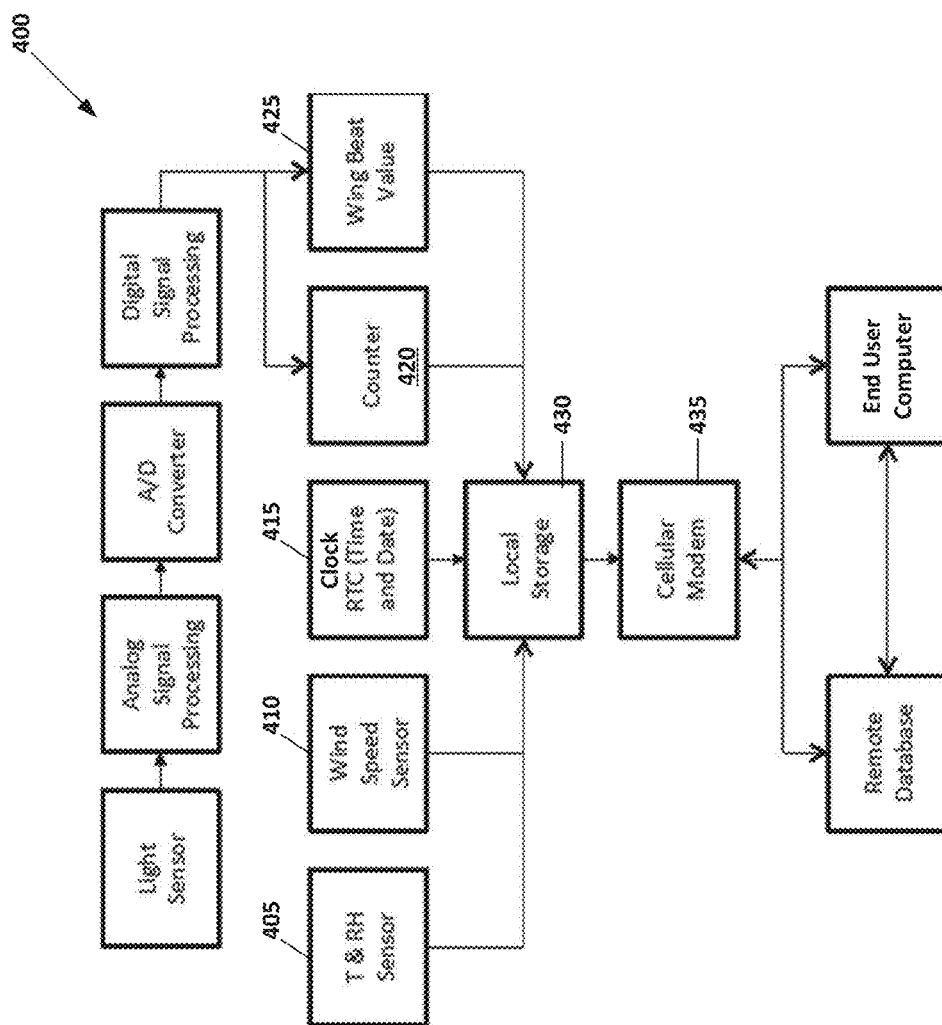 400
Light
Sensor
Analog
Signal
Processing
A/D
Converter
Digital
Signal
Processing
405
T & RH
Sensor
410
Wind
Speed
Sensor
415
Clock
RTC (Time
and Date)
Counter
420
425
Wing Beat
Value
430
Local
Storage
435
Cellular
Modem
Remote
Database
End User
Computer